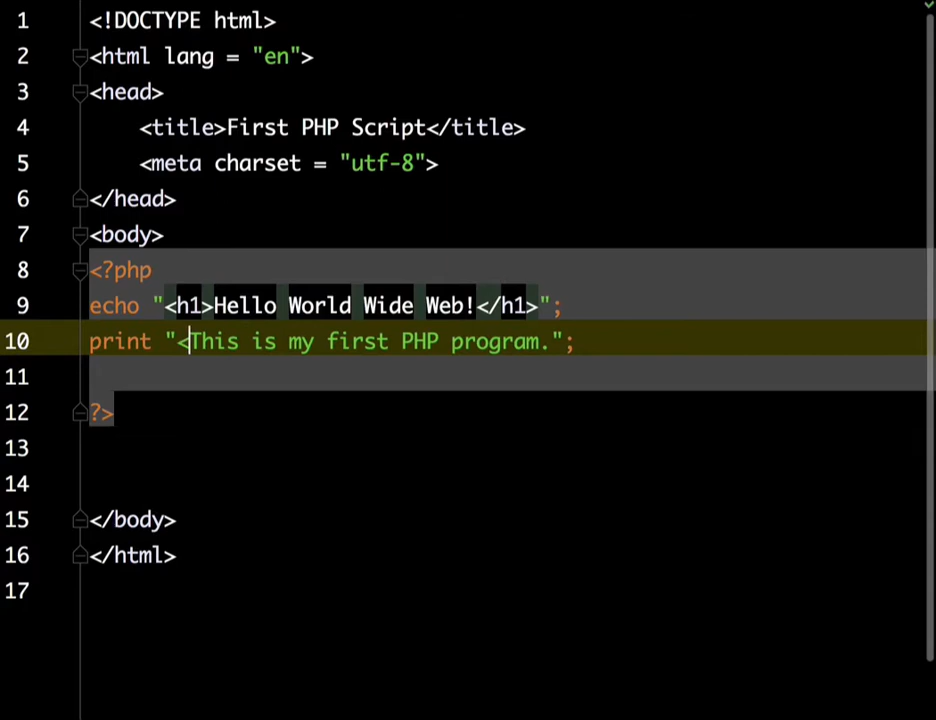 1 <!DOCTYPE html>
2 <html lang = "en">
3 <head>
4 <title>First PHP Script</title>
5 <meta charset = "utf-8">
6 </head>
7 <body>
8 <?php
9 echo "<h1>Hello World Wide Web!</h1>";
10 print "<This is my first PHP program.";
11
12 ?>
13
14
15 </body>
16 </html>
17